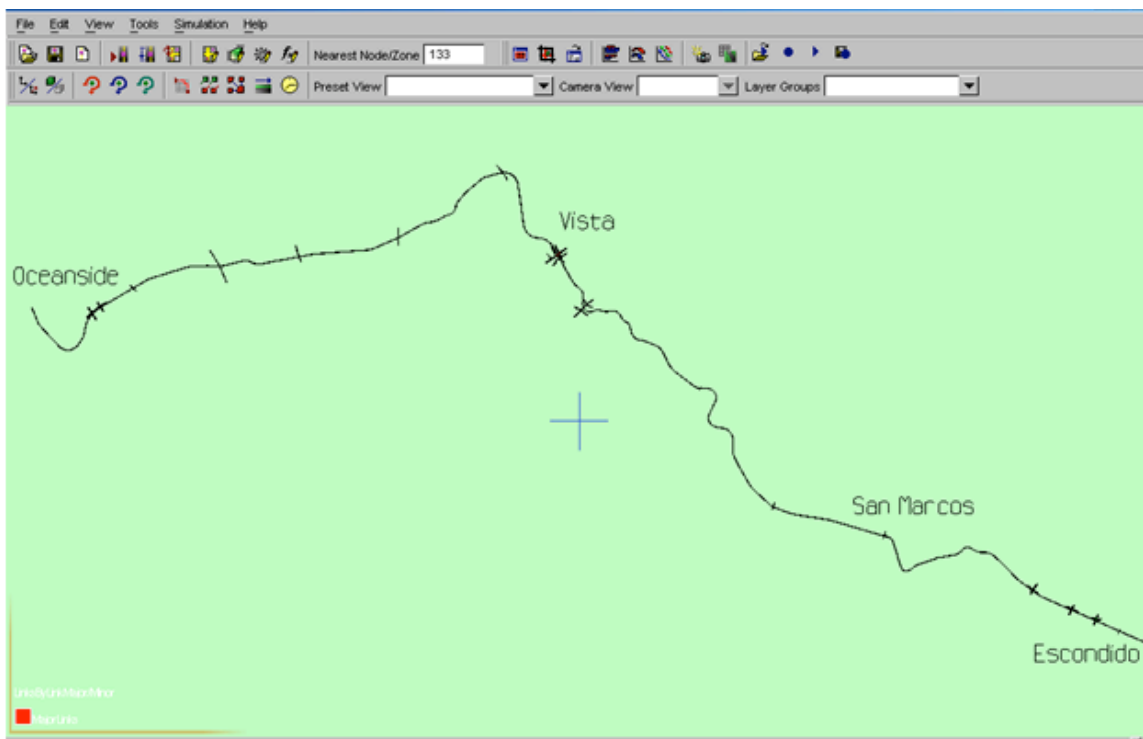 File Edit View Tools Simulation Help
Nearest Node/Zone 133
Preset View Camera View Layer Groups
Vista
Oceanside
San Marcos
Escondido